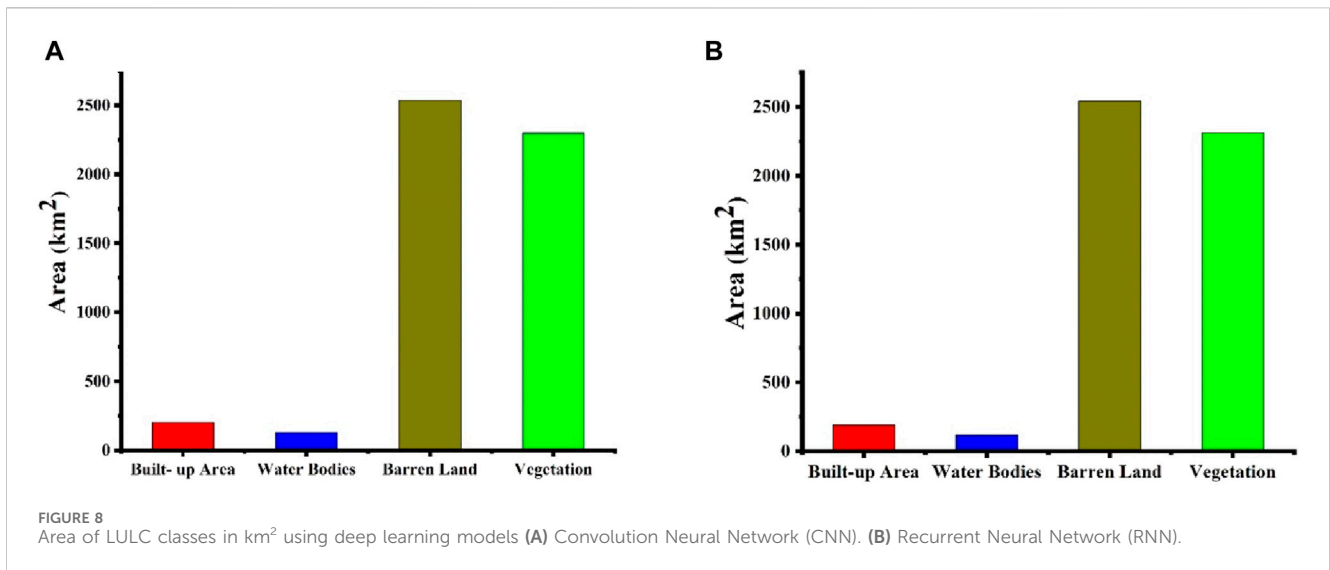 A
Area (km²)
2500
2000
1500
1000
500
0
Built- up Area Water Bodies Barren Land Vegetation
B
Area (km²)
2500
2000
1500
1000
500
0
Built-up Area Water Bodies Barren Land Vegetation
FIGURE 8
Area of LULC classes in km² using deep learning models (A) Convolution Neural Network (CNN). (B) Recurrent Neural Network (RNN).